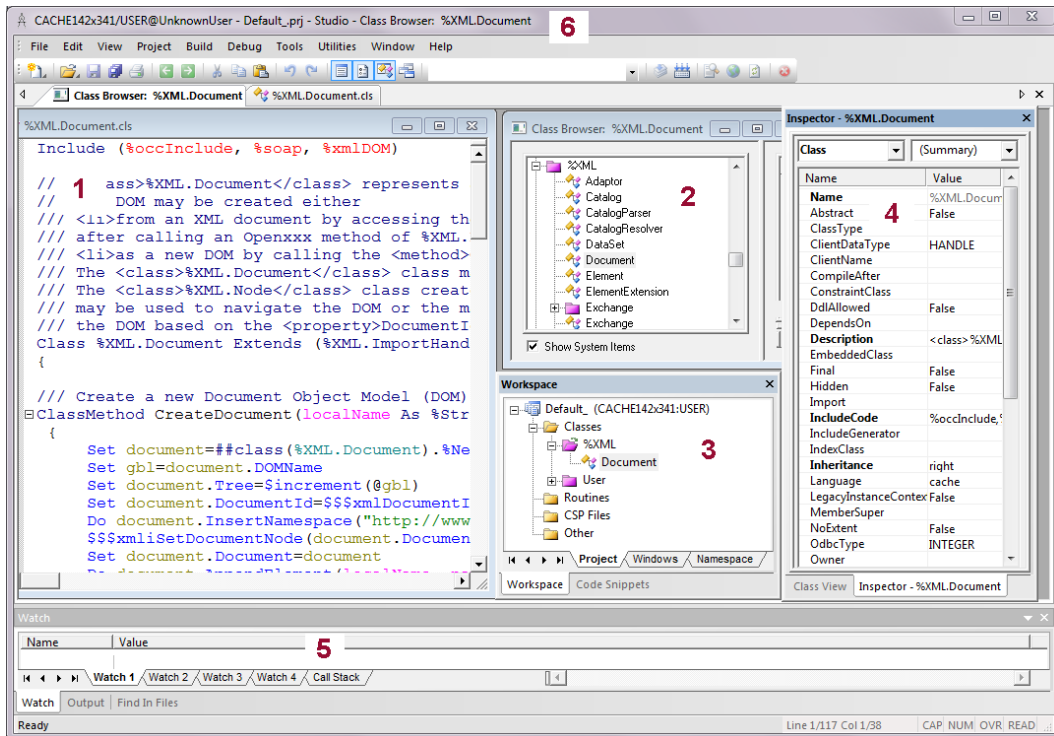 CACHE142x341/USER@UnknownUser - Default_.prj - Studio - Class Browser: %XML.Document
6
File Edit View Project Build Debug Tools Utilities Window Help
Class Browser: %XML.Document %XML.Document.cls
%XML.Document.cls
Include (%occInclude, %soap, %xmlDOM)
// 1 ass>%XML.Document</class> represents
// DOM may be created either
/// <li>from an XML document by accessing th
/// after calling an Openxxx method of %XML.
/// <li>as a new DOM by calling the <method>
/// The <class>%XML.Document</class> class m
/// The <class>%XML.Node</class> class creat
/// may be used to navigate the DOM or the m
/// the DOM based on the <property>DocumentI
Class %XML.Document Extends (%XML.ImportHand
{
/// Create a new Document Object Model (DOM)
ClassMethod CreateDocument(localName As %Str
{
Set document=##class(%XML.Document).%Ne
Set gbl=document.DOMName
Set document.Tree=$increment(@gbl)
Set document.DocumentId=$$$xmlDocumentI
Do document.InsertNamespace("http://www
$$$xmliSetDocumentNode(document.Documen
Set document.Document=document
Class Browser: %XML.Document
%XML
Adaptor
Catalog
CatalogParser
CatalogResolver
DataSet
Document
Element
ElementExtension
Exchange
Exchange
2
Show System Items
Workspace
Default_ (CACHE142x341:USER)
Classes
%XML
Document
User
Routines
CSP Files
Other
3
Project Windows Namespace
Workspace Code Snippets
Inspector - %XML.Document
Class (Summary)
Name Value
Name %XML.Docum
Abstract False
4
ClassType
ClientDataType HANDLE
ClientName
CompileAfter
ConstraintClass
DdlAllowed False
DependsOn
Description <class>%XML
EmbeddedClass
Final False
Hidden False
Import
IncludeCode %occInclude,
IncludeGenerator
IndexClass
Inheritance right
Language cache
LegacyInstanceContex False
MemberSuper
NoExtent False
OdbcType INTEGER
Owner
Class View Inspector - %XML.Document
Watch
Name Value
5
Watch 1 Watch 2 Watch 3 Watch 4 Call Stack
Watch Output Find In Files
Ready Line 1/117 Col 1/38 CAP NUM OVR READ